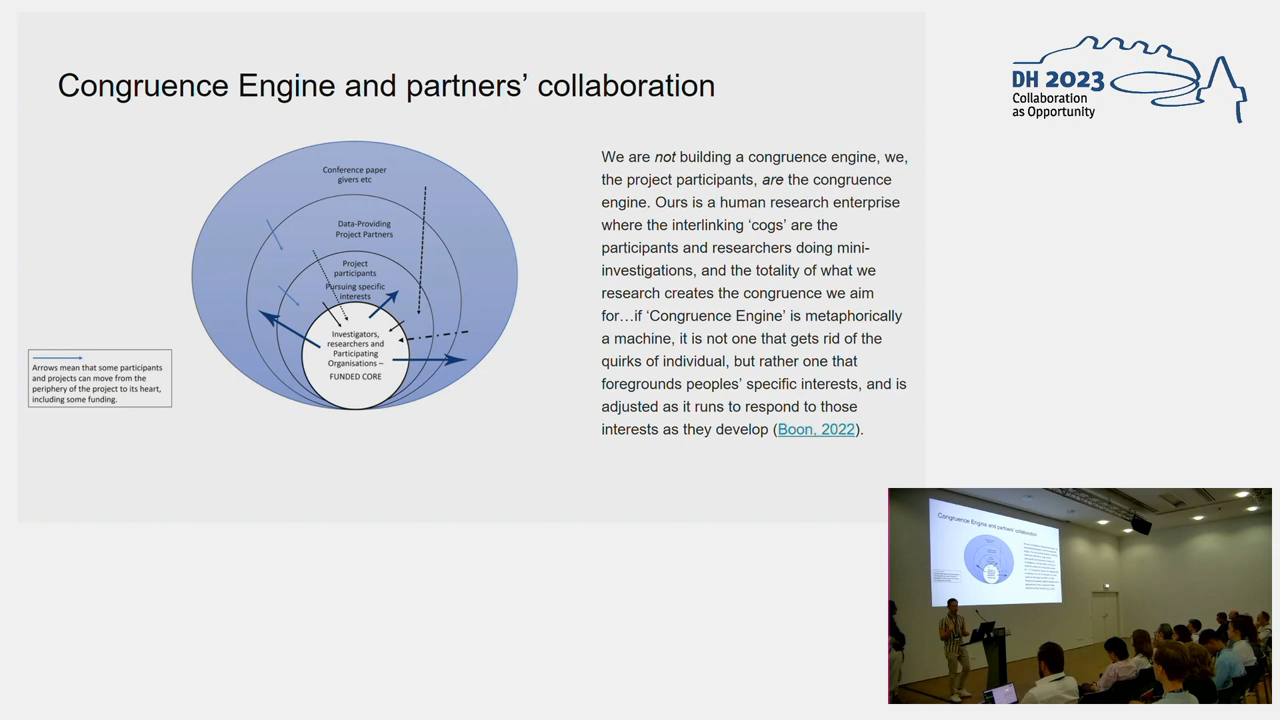 Congruence Engine and partners’ collaboration
Conference paper
givers etc
Data-Providing
Project Partners
Project
participants
Pursuing specific
interests
Investigators,
researchers and
Participating
Organisations –
FUNDED CORE
Arrows mean that some participants
and projects can move from the
periphery of the project to its heart,
including some funding.
We are not building a congruence engine, we,
the project participants, are the congruence
engine. Ours is a human research enterprise
where the interlinking ‘cogs’ are the
participants and researchers doing mini-
investigations, and the totality of what we
research creates the congruence we aim
for…if ‘Congruence Engine’ is metaphorically
a machine, it is not one that gets rid of the
quirks of individual, but rather one that
foregrounds peoples’ specific interests, and is
adjusted as it runs to respond to those
interests as they develop (Boon, 2022).
DH 2023
Collaboration
as Opportunity
Congruence Engine and partners’ collaboration